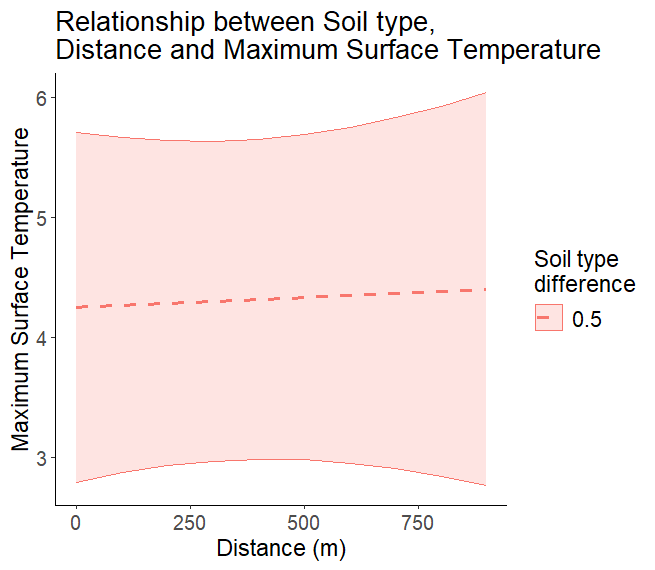 Relationship between Soil type,
Distance and Maximum Surface Temperature
Maximum Surface Temperature
6
5
4
3
0
250
500
750
Distance (m)
Soil type
difference
0.5